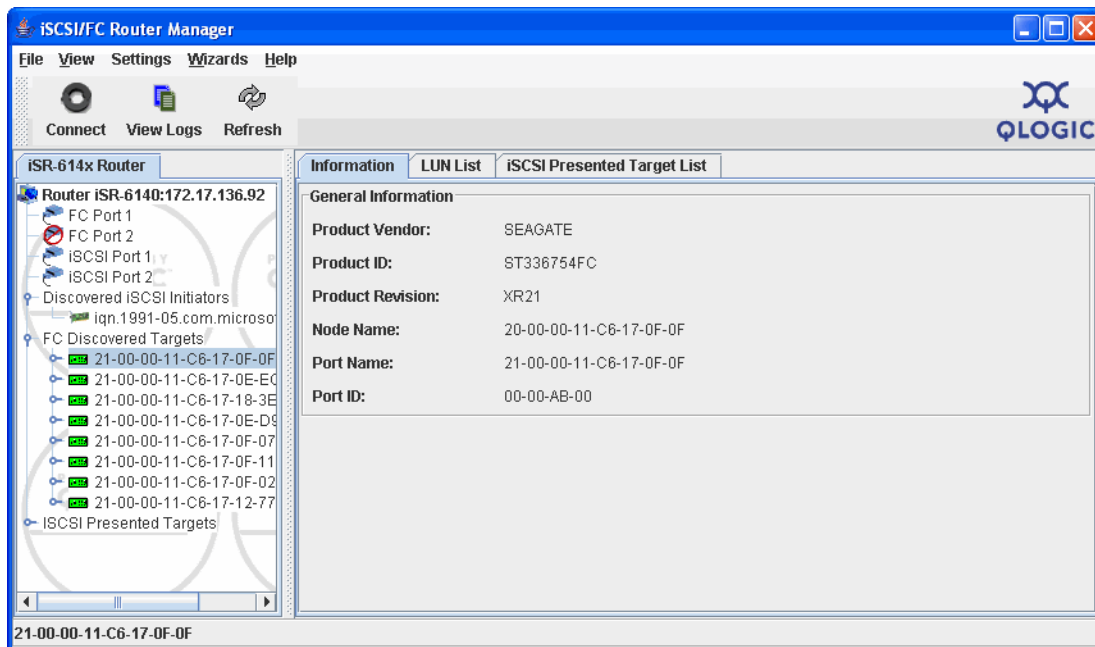 iSCSI/FC Router Manager
File View Settings Wizards Help
Connect View Logs Refresh
QLOGIC
iSR-614x Router
Router iSR-6140:172.17.136.92
FC Port 1
FC Port 2
iSCSI Port 1
iSCSI Port 2
Discovered iSCSI Initiators
iqn.1991-05.com.microso
FC Discovered Targets
21-00-00-11-C6-17-0F-0F
21-00-00-11-C6-17-0E-EC
21-00-00-11-C6-17-18-3E
21-00-00-11-C6-17-0E-D9
21-00-00-11-C6-17-0F-07
21-00-00-11-C6-17-0F-11
21-00-00-11-C6-17-0F-02
21-00-00-11-C6-17-12-77
ISCSI Presented Targets
Information LUN List iSCSI Presented Target List
General Information
Product Vendor: SEAGATE
Product ID: ST336754FC
Product Revision: XR21
Node Name: 20-00-00-11-C6-17-0F-0F
Port Name: 21-00-00-11-C6-17-0F-0F
Port ID: 00-00-AB-00
21-00-00-11-C6-17-0F-0F